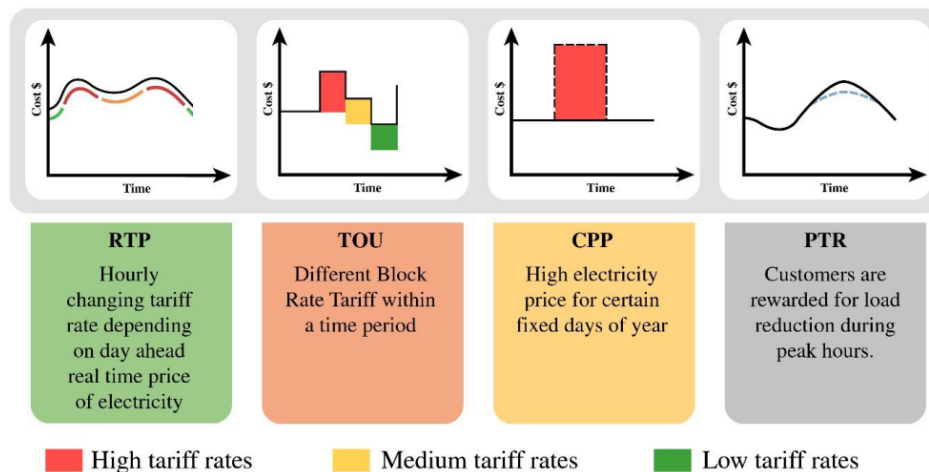 Cost $
Time
Cost $
Time
Cost $
Time
Cost $
Time
RTP
Hourly
changing tariff
rate depending
on day ahead
real time price
of electricity
TOU
Different Block
Rate Tariff within
a time period
CPP
High electricity
price for certain
fixed days of year
PTR
Customers are
rewarded for load
reduction during
peak hours.
High tariff rates
Medium tariff rates
Low tariff rates